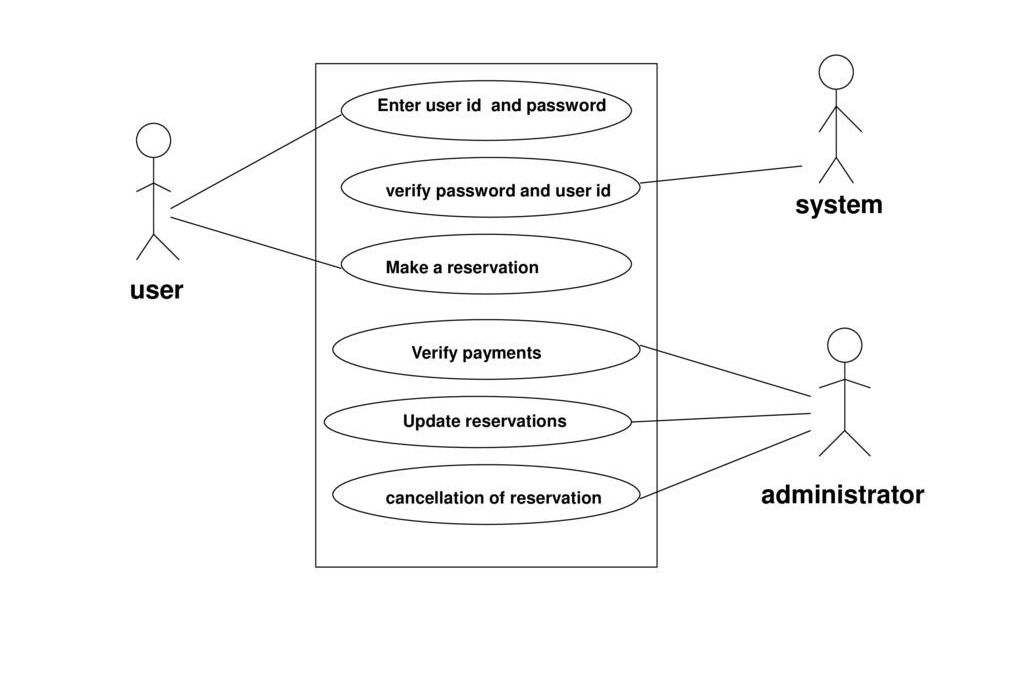 Enter user id  and password
verify password and user id
Make a reservation
Verify payments
Update reservations
cancellation of reservation
user
system
administrator